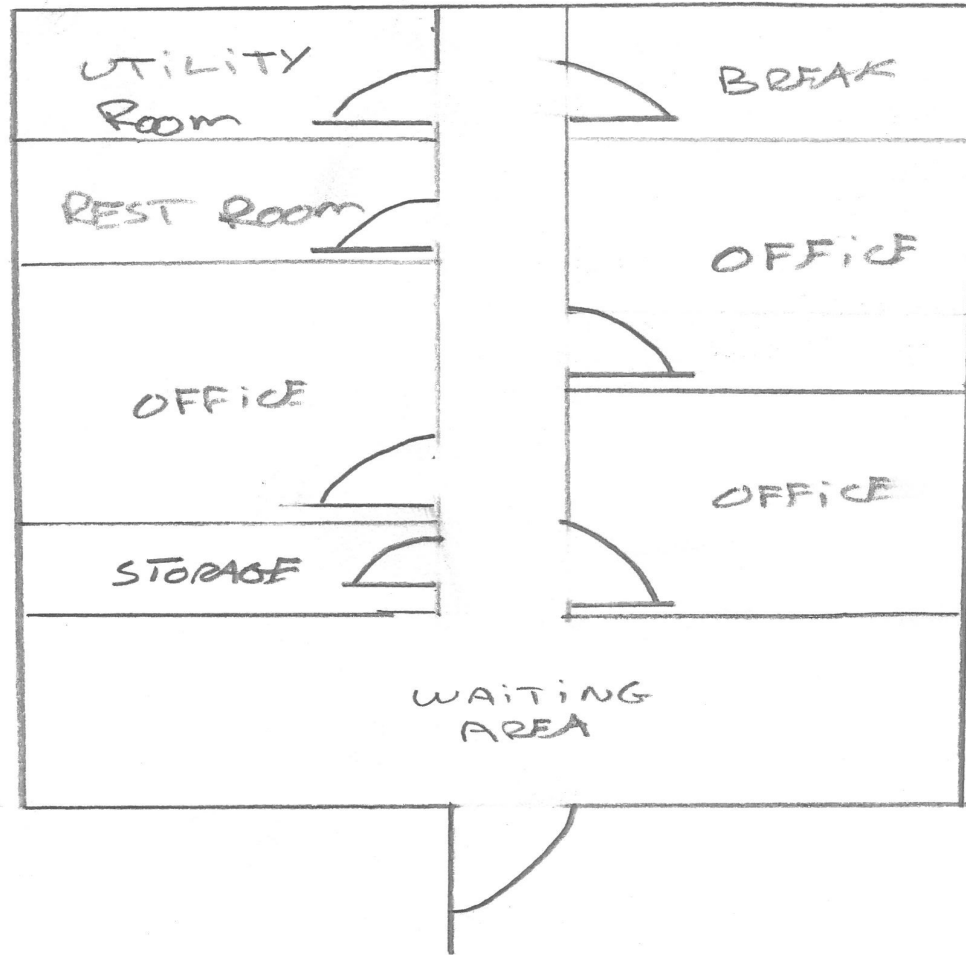 UTiLiTY
Room
BREAK
REST Room
OFFiCE
OFFiCE
OFFiCE
STORAGE
WAiTiNG
AREA